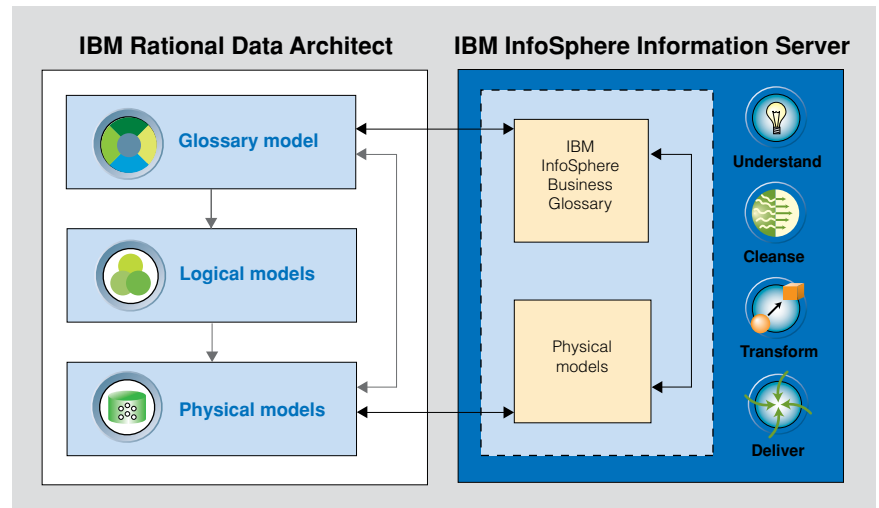 IBM Rational Data Architect
Glossary model
Logical models
Physical models
IBM InfoSphere Information Server
IBM
InfoSphere
Business
Glossary
Physical
models
Understand
Cleanse
Transform
Deliver